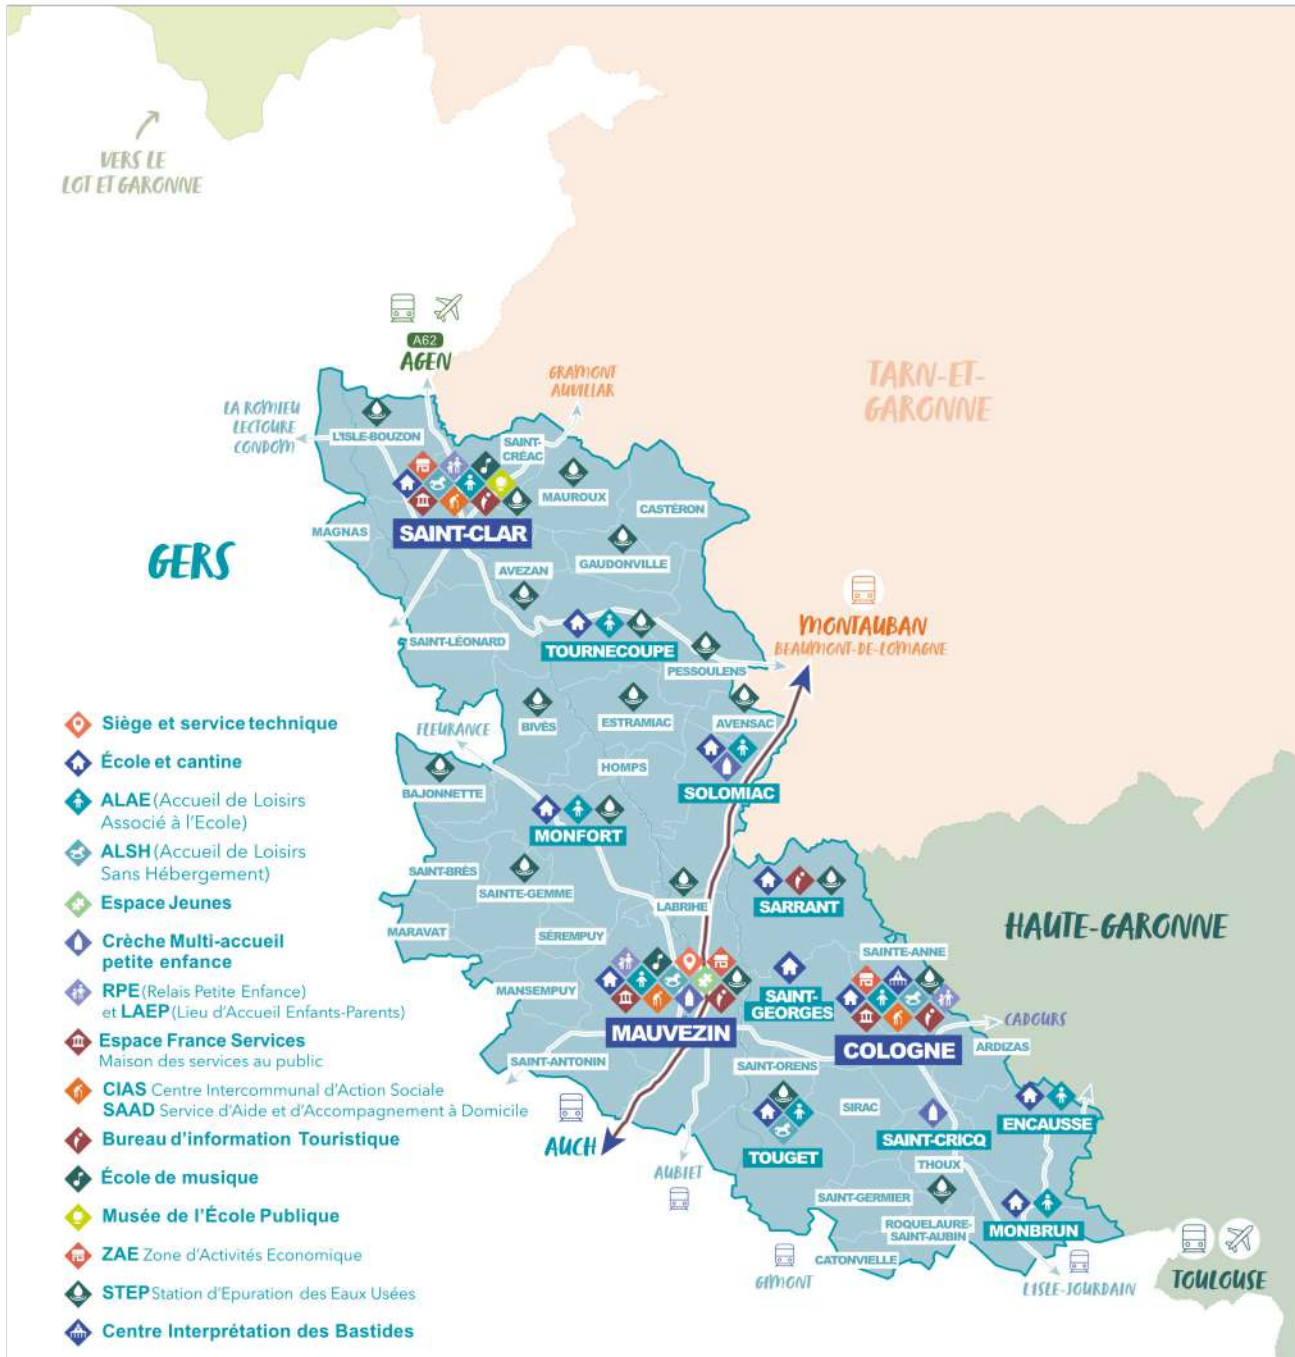 VERS LE
LOT ET GARONNE
A62
AGEN
GRAMONT
AUVILLAR
TARN-ET-
GARONNE
LA ROMIEU
LECTOURE
CONDOM
L'ISLE-BOUZON
SAINT-
CRÉAC
MAUROUX
CASTÉRON
MAGNAS
SAINT-CLAR
GERS
AVEZAN
GAUDONVILLE
MONTAUBAN
BEAUMONT-DE-LOMAGNE
SAINT-LÉONARD
TOURNECOUPE
PESSOULENS
FLEURANCE
BIVÈS
ESTRAMIAC
AVENSAC
HOMPS
BAJONNETTE
SOLOMIAC
MONFORT
SAINT-BRÈS
SAINTE-GEMME
LABRIHE
SARRANT
HAUTE-GARONNE
MARAVAT
SÉREMPUY
SAINTE-ANNE
MANSEMPUY
SAINT-
GEORGES
MAUVEZIN
COLOGNE
CADOURS
ARDIZAS
SAINT-ANTONIN
SAINT-ORENS
SIRAC
ENCAUSSE
AUCH
TOUGET
SAINT-CRICQ
AUBIET
THOUX
SAINT-GERMIER
ROQUELAURE-
SAINT-AUBIN
MONBRUN
CATONVIELLE
GIMONT
L'ISLE-JOURDAIN
TOULOUSE
Siège et service technique
École et cantine
ALAE (Accueil de Loisirs
Associé à l'Ecole)
ALSH (Accueil de Loisirs
Sans Hébergement)
Espace Jeunes
Crèche Multi-accueil
petite enfance
RPE (Relais Petite Enfance)
et LAEP (Lieu d'Accueil Enfants-Parents)
Espace France Services
Maison des services au public
CIAS Centre Intercommunal d'Action Sociale
SAAD Service d'Aide et d'Accompagnement à Domicile
Bureau d'information Touristique
École de musique
Musée de l'École Publique
ZAE Zone d'Activités Economique
STEP Station d'Epuration des Eaux Usées
Centre Interprétation des Bastides